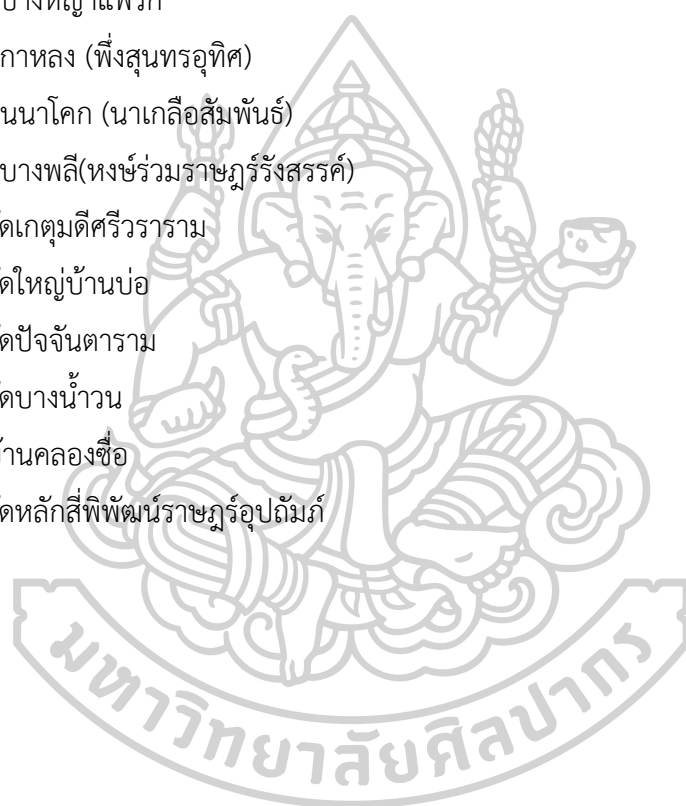 บางหญ้าแพรก
กาหลง (พึ่งสุนทรอุทิศ)
นนาโคก (นาเกลือสัมพันธ์)
บางพลี(หงษ์ร่วมราษฎร์รังสรรค์)
ัดเกตุมดีศรีวราราม
ัดใหญ่บ้านบ่อ
ัดปัจจันตาราม
ัดบางน้ำวน
้านคลองซื่อ
ัดหลักสี่พิพัฒน์ราษฎร์อุปถัมภ์
มหาวิทยาลัยศิลปากร